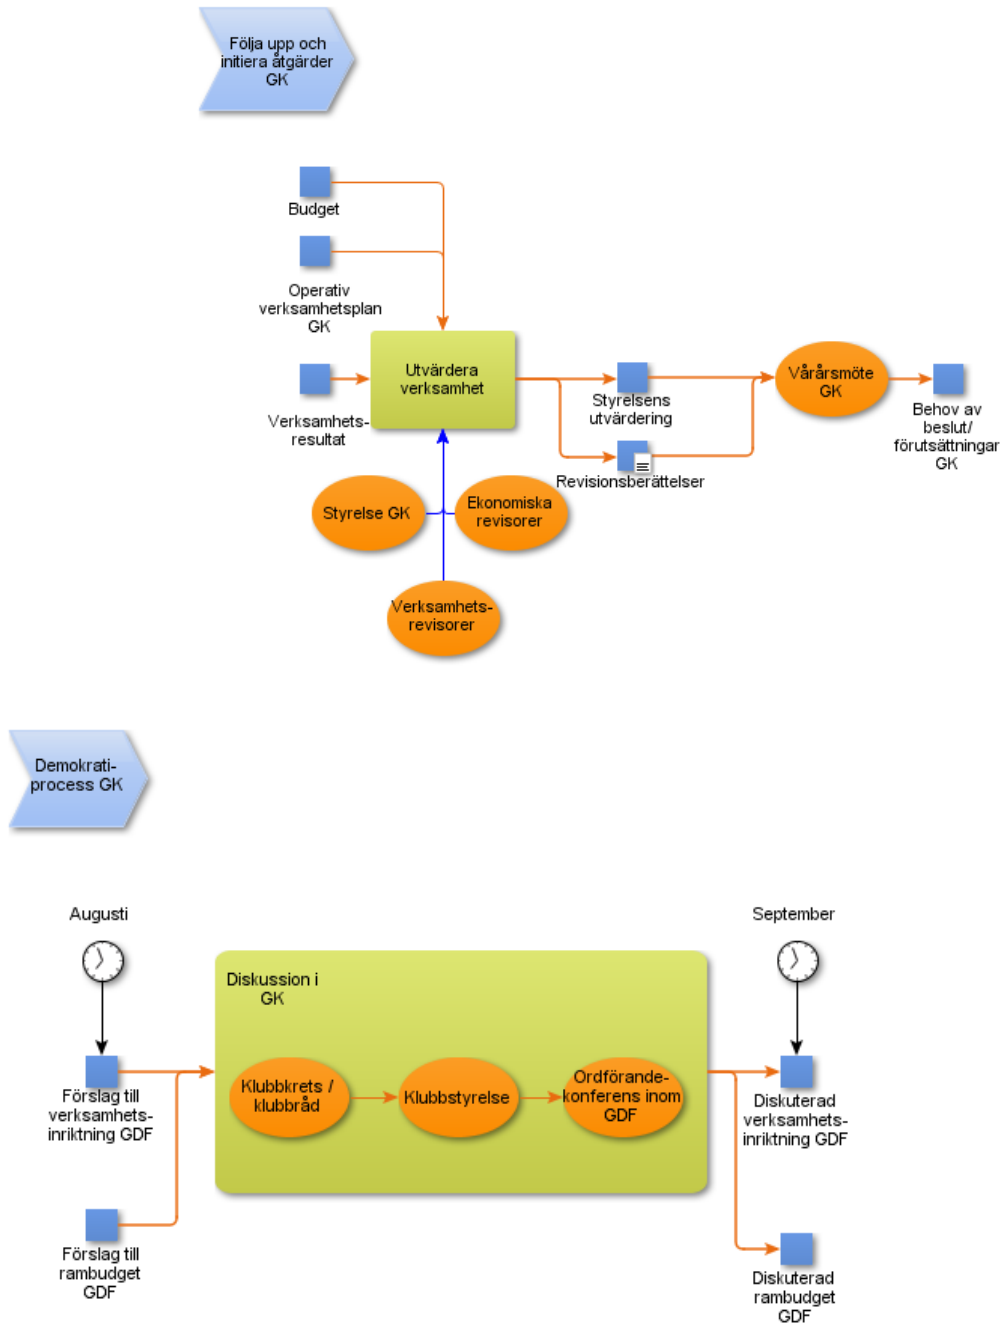 Följa upp och
initiera åtgärder
GK
Budget
Operativ
verksamhetsplan
GK
Utvärdera
verksamhet
Verksamhets-
resultat
Styrelsens
utvärdering
Revisionsberättelser
Vårårsmöte
GK
Behov av
beslut/
förutsättningar
GK
Styrelse GK
Ekonomiska
revisorer
Verksamhets-
revisorer
Demokrati-
process GK
Augusti
September
Diskussion i
GK
Klubbkrets /
klubbråd
Klubbstyrelse
Ordförande-
konferens inom
GDF
Förslag till
verksamhets-
inriktning GDF
Diskuterad
verksamhets-
inriktning GDF
Förslag till
rambudget
GDF
Diskuterad
rambudget
GDF